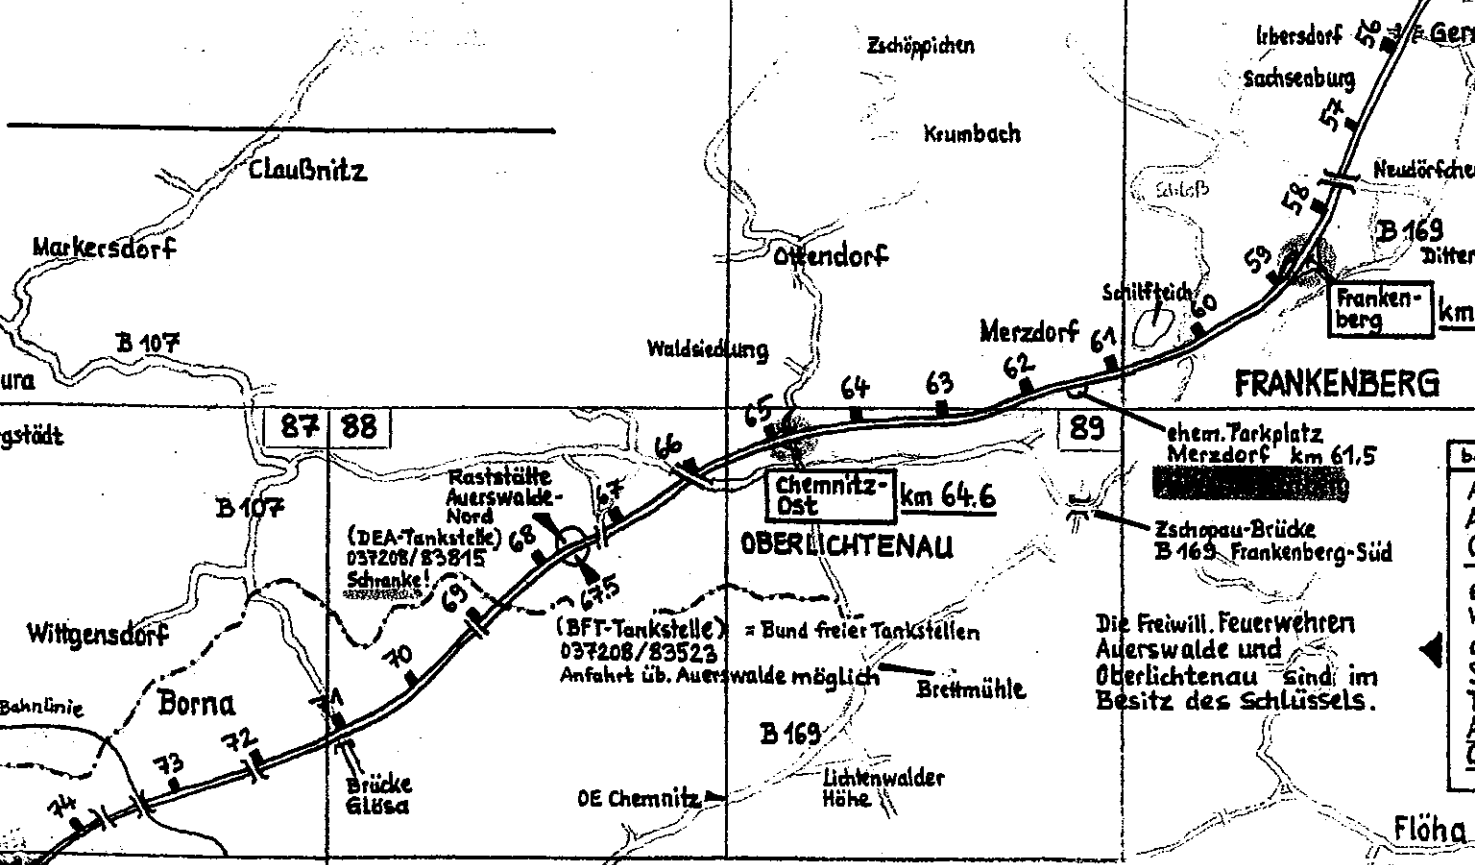 Zschöppichen
Irbersdorf
56
Sachsenburg
57
Krumbach
Claußnitz
Schloß
58
Markersdorf
B 169
Ottendorf
59
Schilfteich
60
Franken-
berg
km
B 107
Merzdorf
61
Waldsiedlung
62
FRANKENBERG
64
63
65
87
88
89
66
ehem. Parkplatz
Merzdorf km 61,5
Raststätte
Auerswalde-
Nord
67
Chemnitz-
Ost
km 64.6
B 107
(DEA-Tankstelle)
037208/83815
Schranke!
68
OBERLICHTENAU
Zschopau-Brücke
B 169 Frankenberg-Süd
69
67.5
Wittgensdorf
(BFT-Tankstelle) = Bund freier Tankstellen
037208/83523
Anfahrt üb. Auerswalde möglich
Die Freiwill. Feuerwehren
Auerswalde und
Oberlichtenau sind im
Besitz des Schlüssels.
70
Brettmühle
Bahnlinie
Borna
71
B 169
72
73
Brücke
Glösa
Lichtenwalder
Höhe
OE Chemnitz
74
Flöha